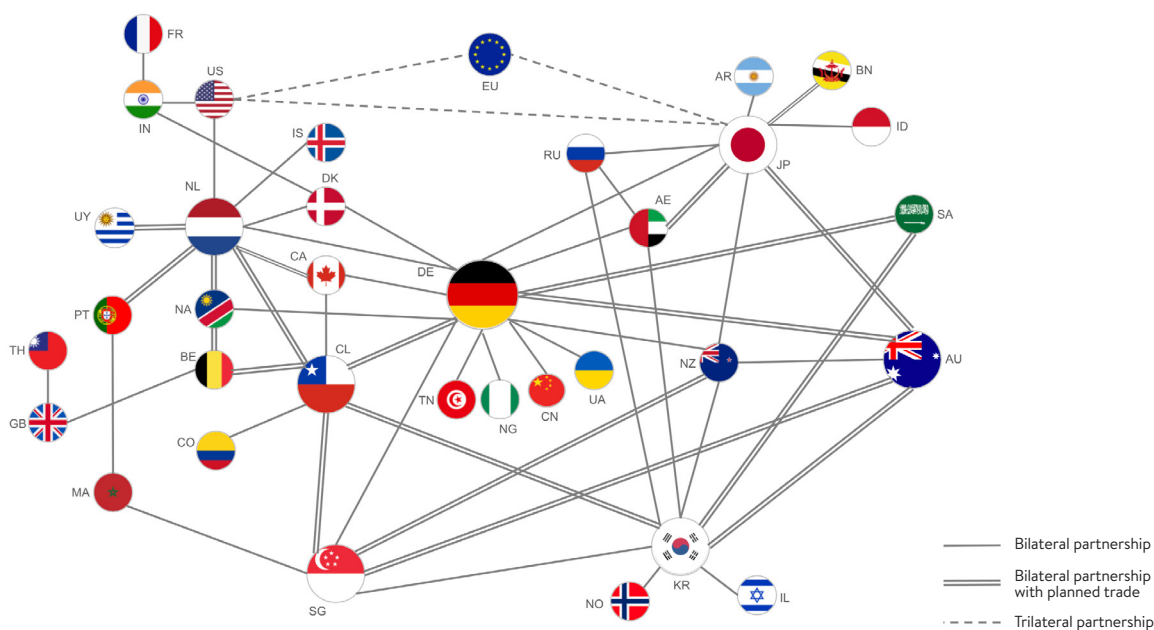 FR
US
EU
AR
BN
IN
IS
ID
RU
JP
NL
DK
AE
SA
UY
CA
DE
PT
NA
TH
BE
CL
NZ
AU
TN
NG
CN
UA
GB
CO
MA
SG
KR
NO
IL
Bilateral partnership
Bilateral partnership
with planned trade
Trilateral partnership